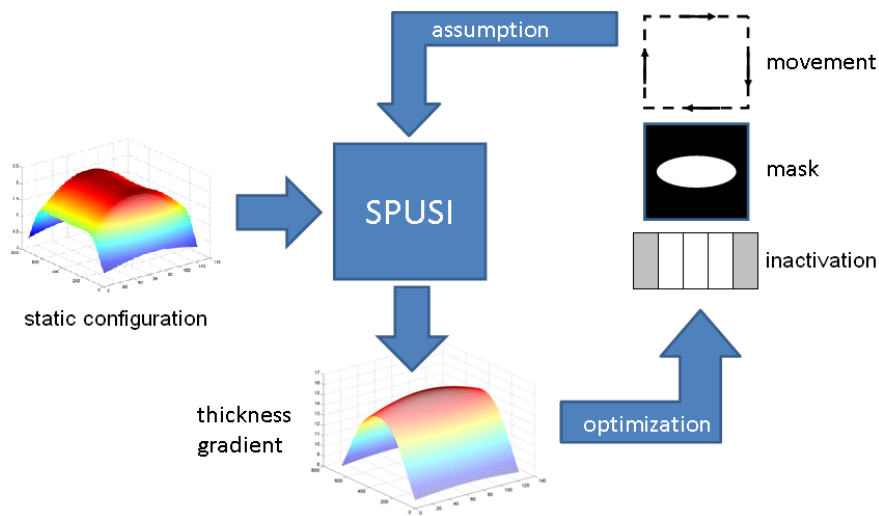 assumption
movement
mask
inactivation
SPUSI
static configuration
thickness
gradient
optimization